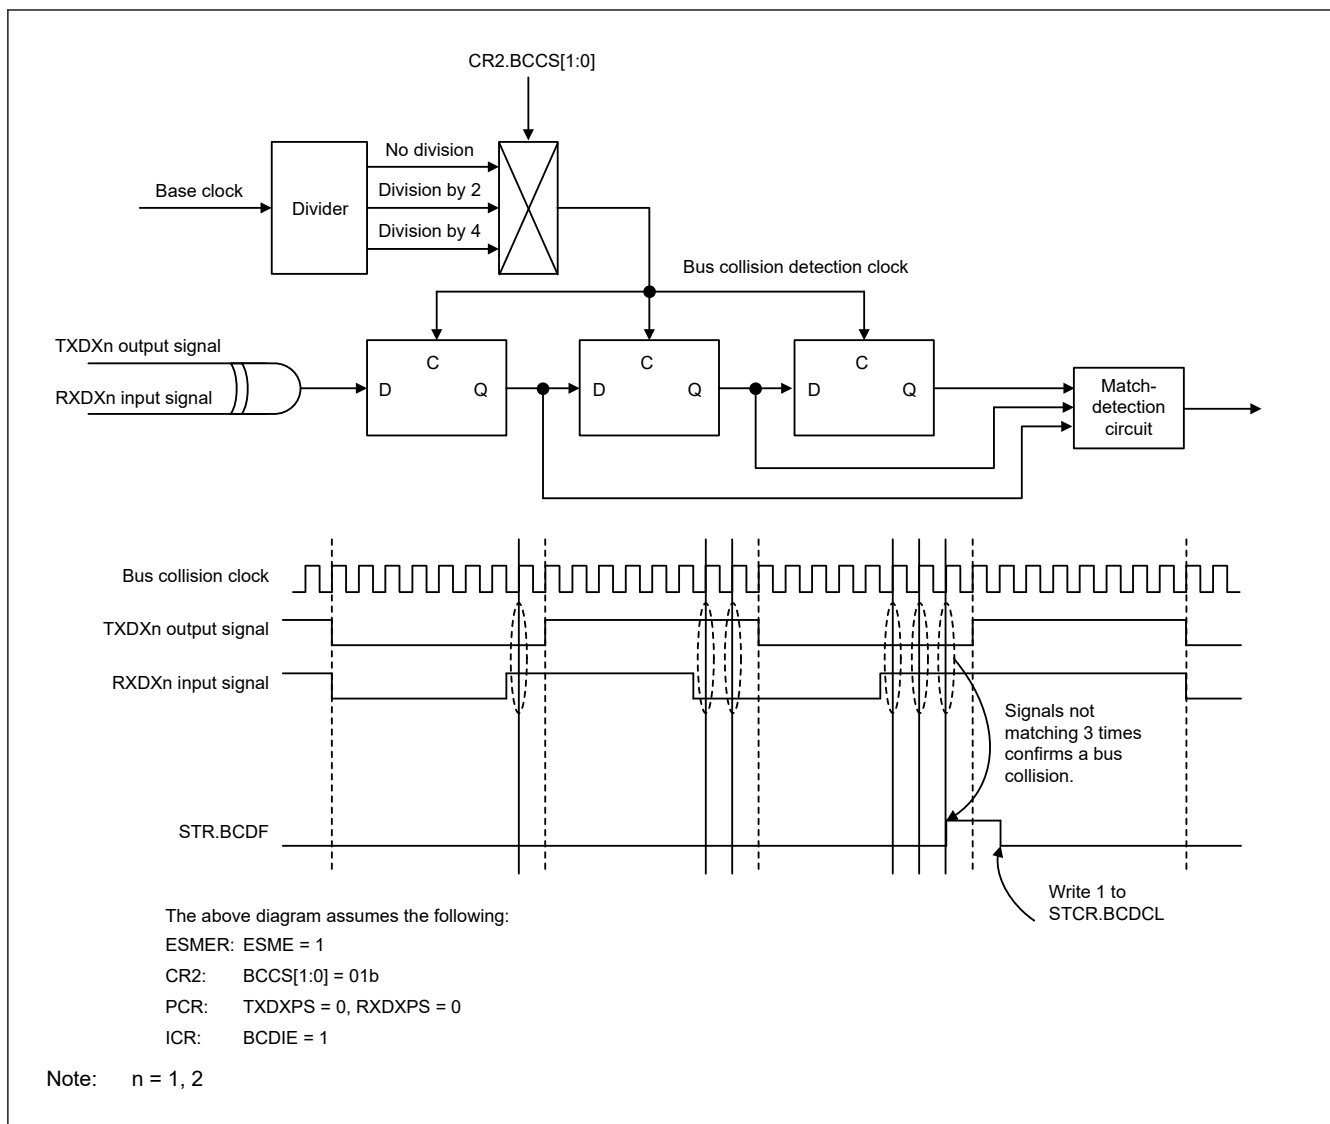 CR2.BCCS[1:0]
No division
Base clock
Division by 2
Divider
Division by 4
Bus collision detection clock
TXDXn output signal
RXDXn input signal
C
D
Q
C
D
Q
C
D
Q
Match-
detection
circuit
Bus collision clock
TXDXn output signal
RXDXn input signal
Signals not
matching 3 times
confirms a bus
collision.
STR.BCDF
Write 1 to
STCR.BCDCL
The above diagram assumes the following:
ESMER: ESME = 1
CR2: BCCS[1:0] = 01b
PCR: TXDXPS = 0, RXDXPS = 0
ICR: BCDIE = 1
Note: n = 1, 2